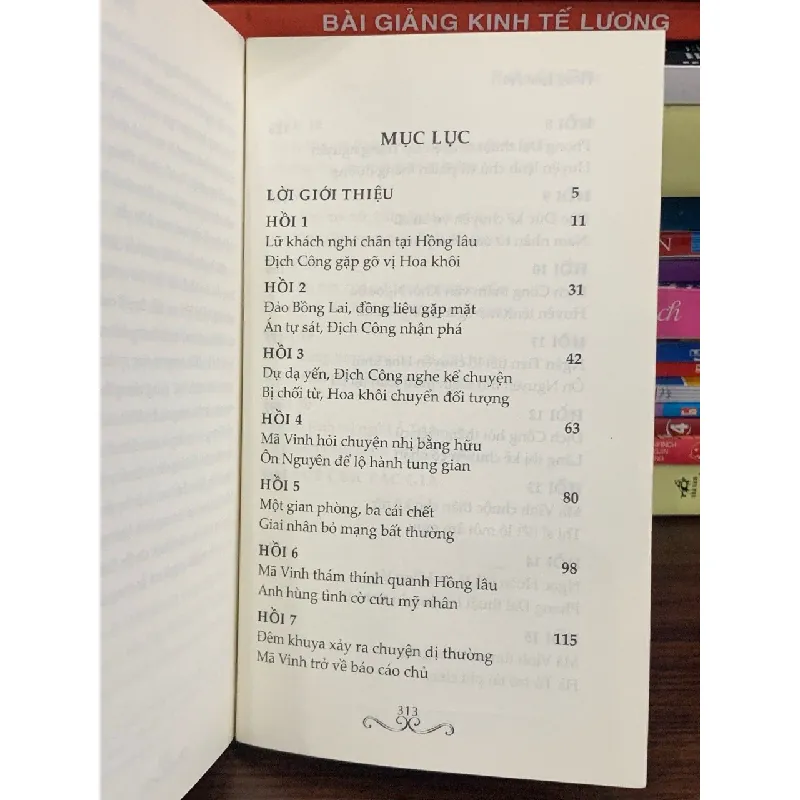 BÀI GIẢNG KINH TẾ LƯỢNG
MỤC LỤC
LỜI GIỚI THIỆU 5
HỒI 1 11
Lữ khách nghỉ chân tại Hồng lâu
Địch Công gặp gỡ vị Hoa khôi
HỒI 2 31
Đảo Bồng Lai, đồng liêu gặp mặt
Án tự sát, Địch Công nhận phá
HỒI 3 42
Dự dạ yến, Địch Công nghe kể chuyện
Bị chối từ, Hoa khôi chuyển đối tượng
HỒI 4 63
Mã Vinh hỏi chuyện nhị bằng hữu
Ôn Nguyên để lộ hành tung gian
HỒI 5 80
Một gian phòng, ba cái chết
Giai nhân bỏ mạng bất thường
HỒI 6 98
Mã Vinh thám thính quanh Hồng lâu
Anh hùng tình cờ cứu mỹ nhân
HỒI 7 115
Đêm khuya xảy ra chuyện dị thường
Mã Vinh trở về báo cáo chủ
313